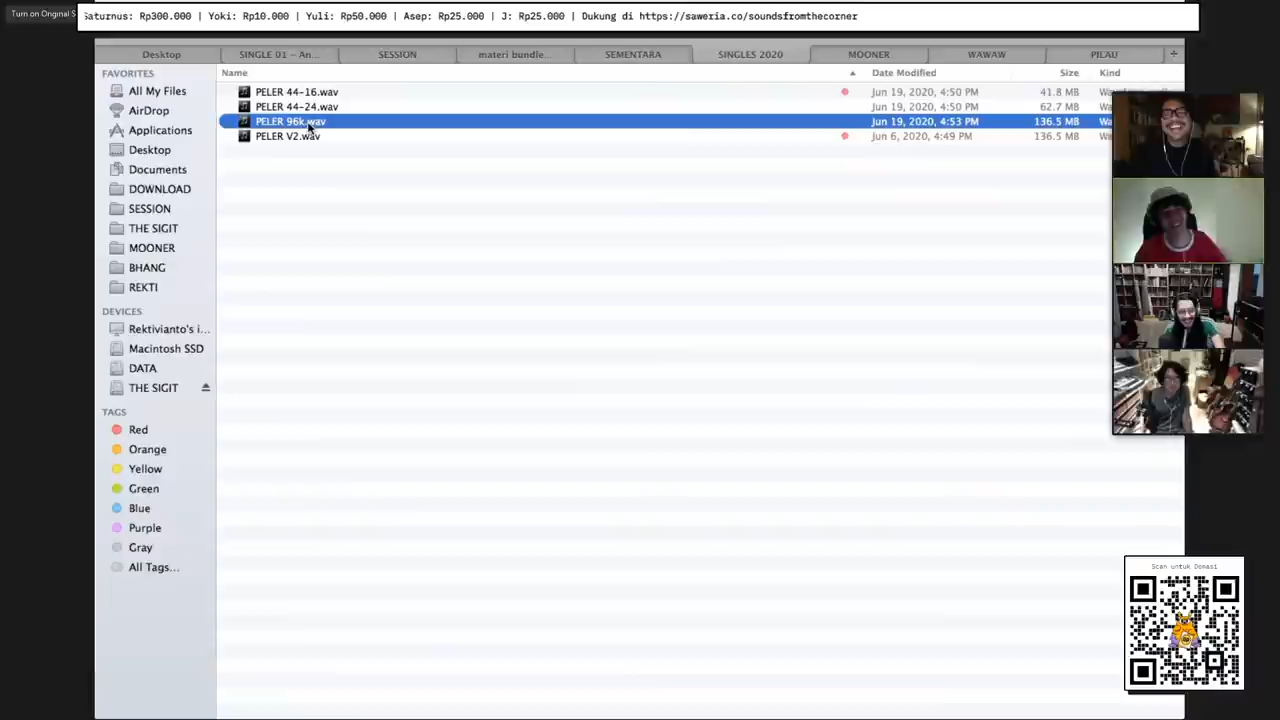 Turn on Original S
Saturnus: Rp300.000 | Yoki: Rp10.000 | Yuli: Rp50.000 | Asep: Rp25.000 | J: Rp25.000 | Dukung di https://saweria.co/soundsfromthecorner
Desktop SINGLE 01 – An... SESSION materi bundle... SEMENTARA SINGLES 2020 MOONER WAWAW PILAU +
FAVORITES
All My Files
AirDrop
Applications
Desktop
Documents
DOWNLOAD
SESSION
THE SIGIT
MOONER
BHANG
REKTI
DEVICES
Rektivianto's i...
Macintosh SSD
DATA
THE SIGIT
TAGS
Red
Orange
Yellow
Green
Blue
Purple
Gray
All Tags...
Name Date Modified Size Kind
PELER 44-16.wav Jun 19, 2020, 4:50 PM 41.8 MB
PELER 44-24.wav Jun 19, 2020, 4:50 PM 62.7 MB
PELER 96k.wav Jun 19, 2020, 4:53 PM 136.5 MB
PELER V2.wav Jun 6, 2020, 4:49 PM 136.5 MB
Scan untuk Donasi